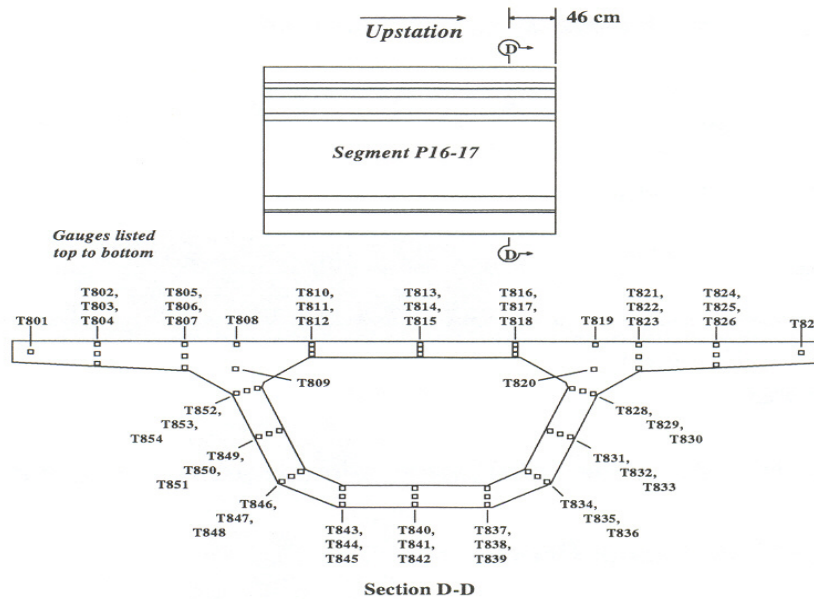 46 cm
Upstation
D
Segment P16-17
D
Gauges listed
top to bottom
T801
T802,
T803,
T804
T805,
T806,
T807
T808
T810,
T811,
T812
T813,
T814,
T815
T816,
T817,
T818
T819
T821,
T822,
T823
T824,
T825,
T826
T82
T809
T820
T852,
T853,
T854
T849,
T850,
T851
T846,
T847,
T848
T843,
T844,
T845
T840,
T841,
T842
T837,
T838,
T839
T828,
T829,
T830
T831,
T832,
T833
T834,
T835,
T836
Section D-D